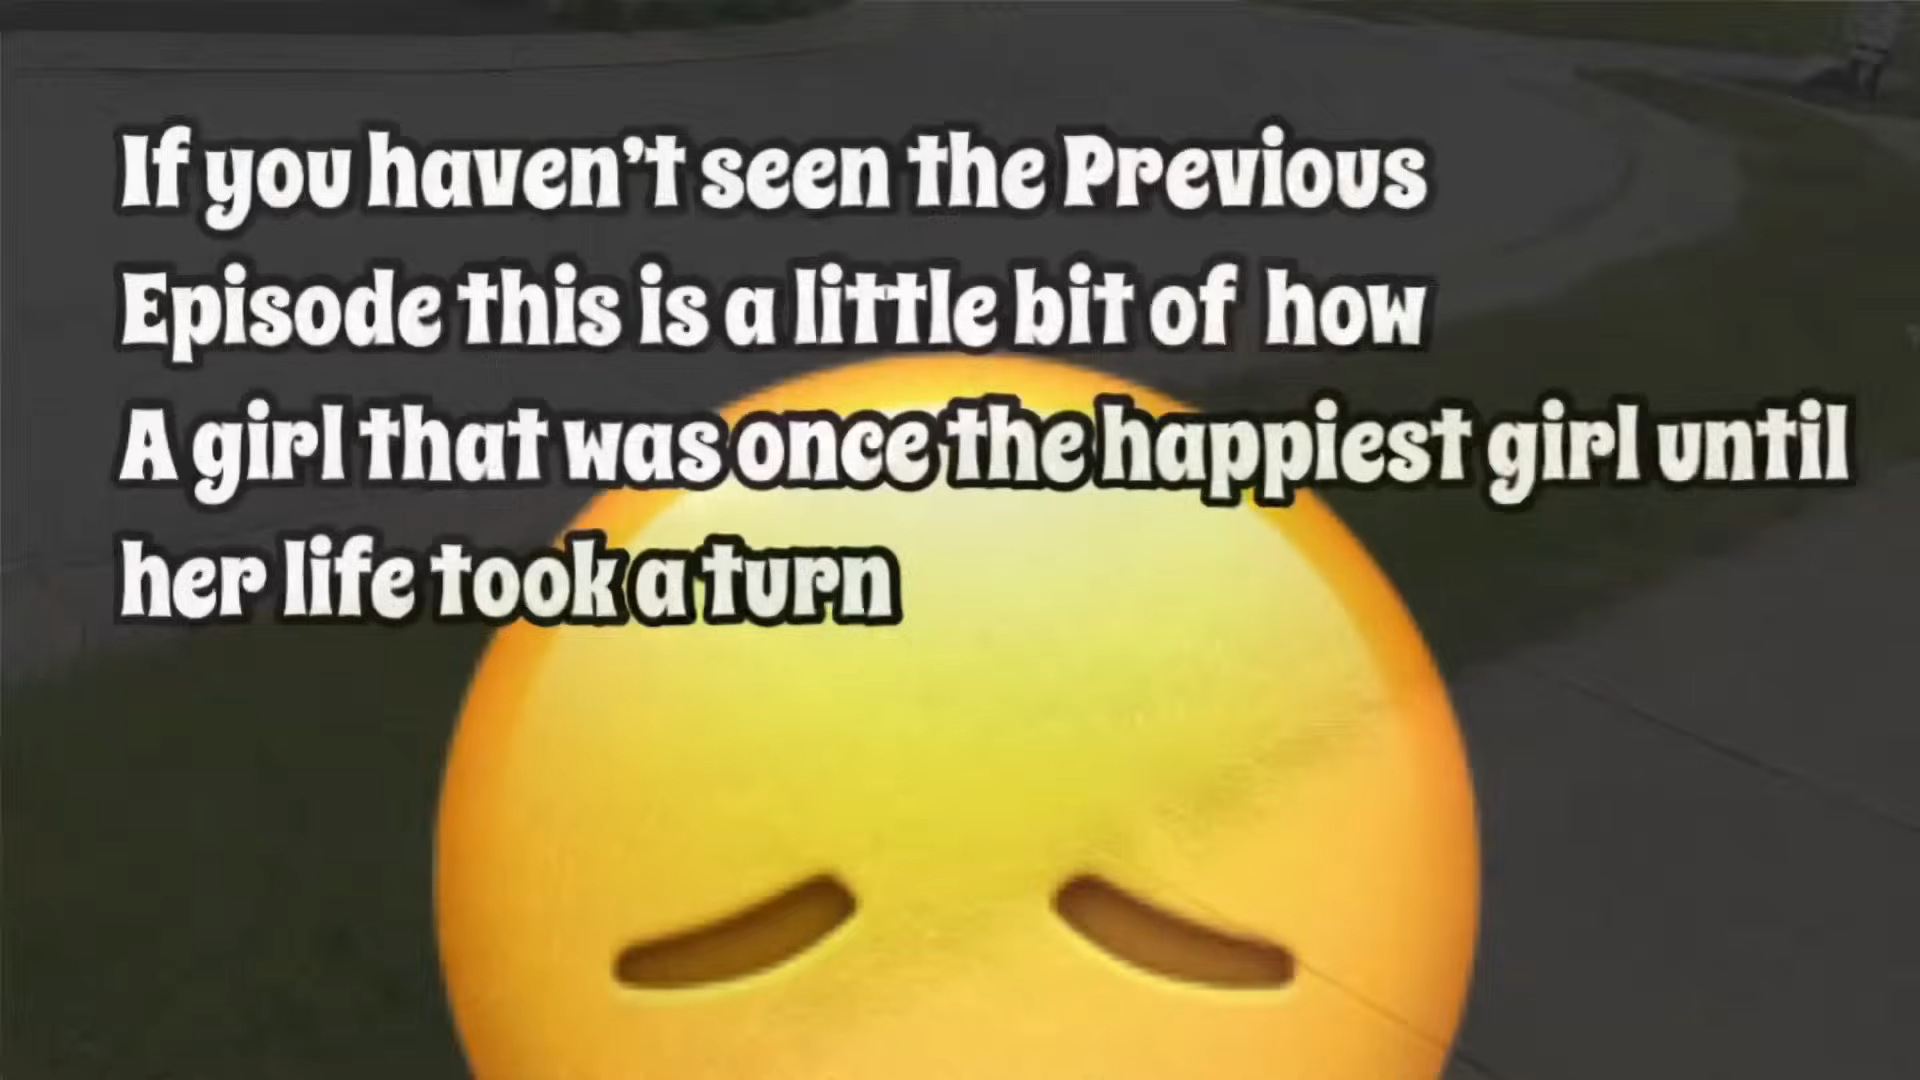 If you haven't seen the Previous
Episode this is a little bit of how
A girl that was once the happiest girl until
her life took a turn